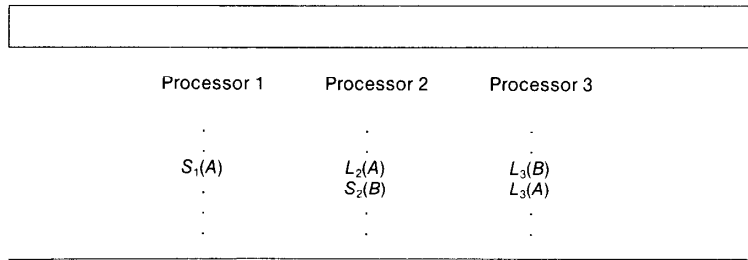 Processor 1 Processor 2 Processor 3
. . .
. . .
S₁(A) L₂(A) L₃(B)
. S₂(B) L₃(A)
. . .
. . .